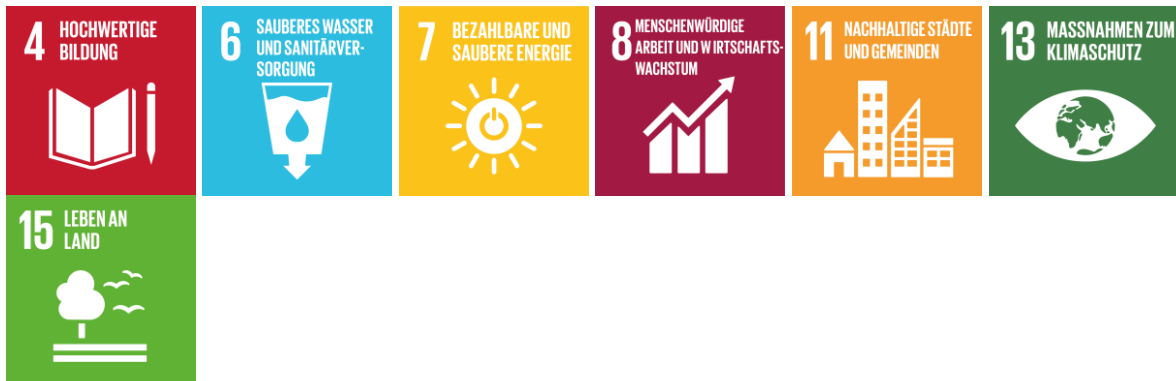 4 HOCHWERTIGE
BILDUNG
6 SAUBERES WASSER
UND SANITÄRVER-
SORGUNG
7 BEZAHLBARE UND
SAUBERE ENERGIE
8 MENSCHENWÜRDIGE
ARBEIT UND W IRTSCHAFTS-
WACHSTUM
11 NACHHALTIGE STÄDTE
UND GEMEINDEN
13 MASSNAHMEN ZUM
KLIMASCHUTZ
15 LEBEN AN
LAND